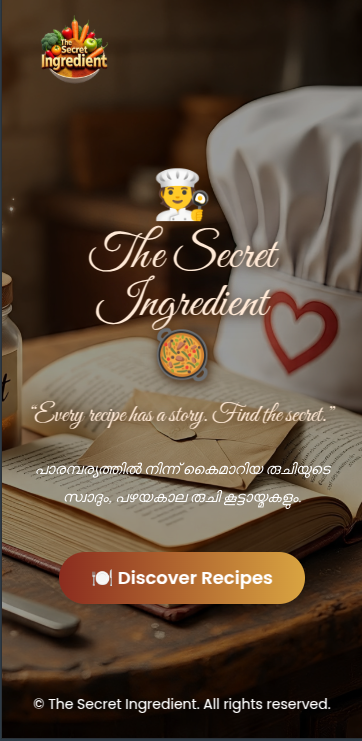 The
Secret
Ingredient
The Secret
Ingredient
“Every recipe has a story. Find the secret.”
പാരമ്പര്യത്തിൽ നിന്ന് കൈമാറിയ രുചിയുടെ
സ്വാദും, പഴയകാല രുചി കൂട്ടായ്മകളും.
Discover Recipes
© The Secret Ingredient. All rights reserved.